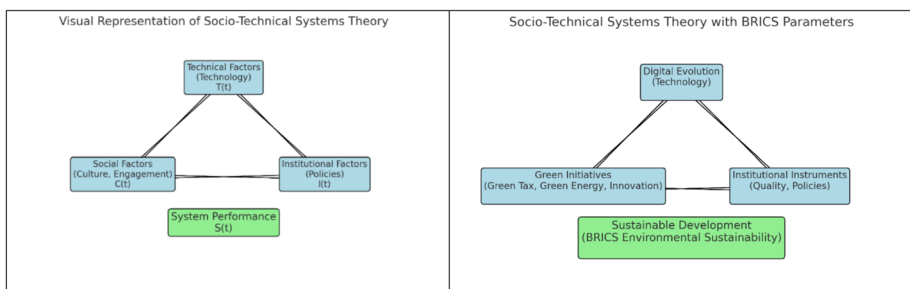 Visual Representation of Socio-Technical Systems Theory
Technical Factors
(Technology)
T(t)
Social Factors
(Culture, Engagement)
C(t)
Institutional Factors
(Policies)
I(t)
System Performance
S(t)
Socio-Technical Systems Theory with BRICS Parameters
Digital Evolution
(Technology)
Green Initiatives
(Green Tax, Green Energy, Innovation)
Institutional Instruments
(Quality, Policies)
Sustainable Development
(BRICS Environmental Sustainability)